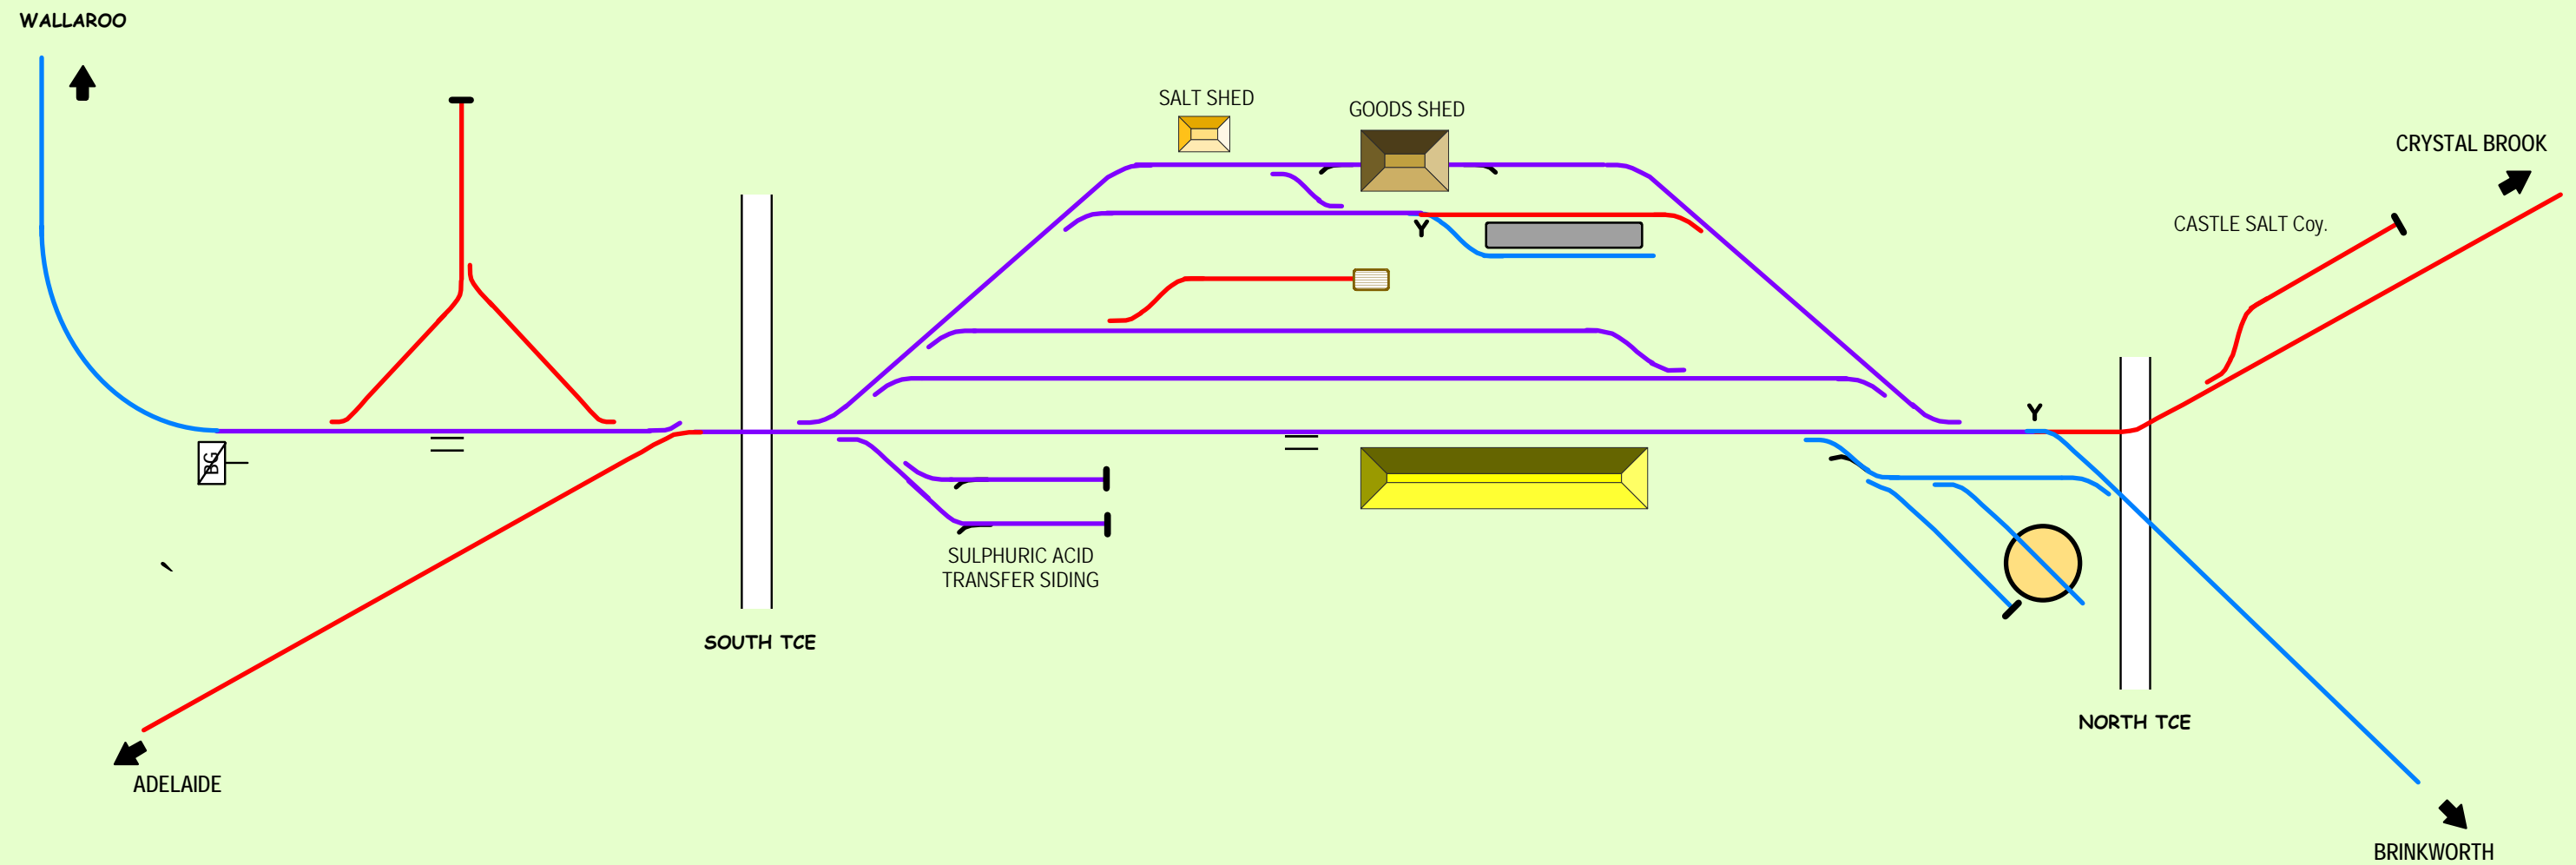 WALLAROO
SALT SHED
GOODS SHED
CRYSTAL BROOK
CASTLE SALT Coy.
Y
Y
BG
SULPHURIC ACID
TRANSFER SIDING
SOUTH TCE
NORTH TCE
ADELAIDE
BRINKWORTH